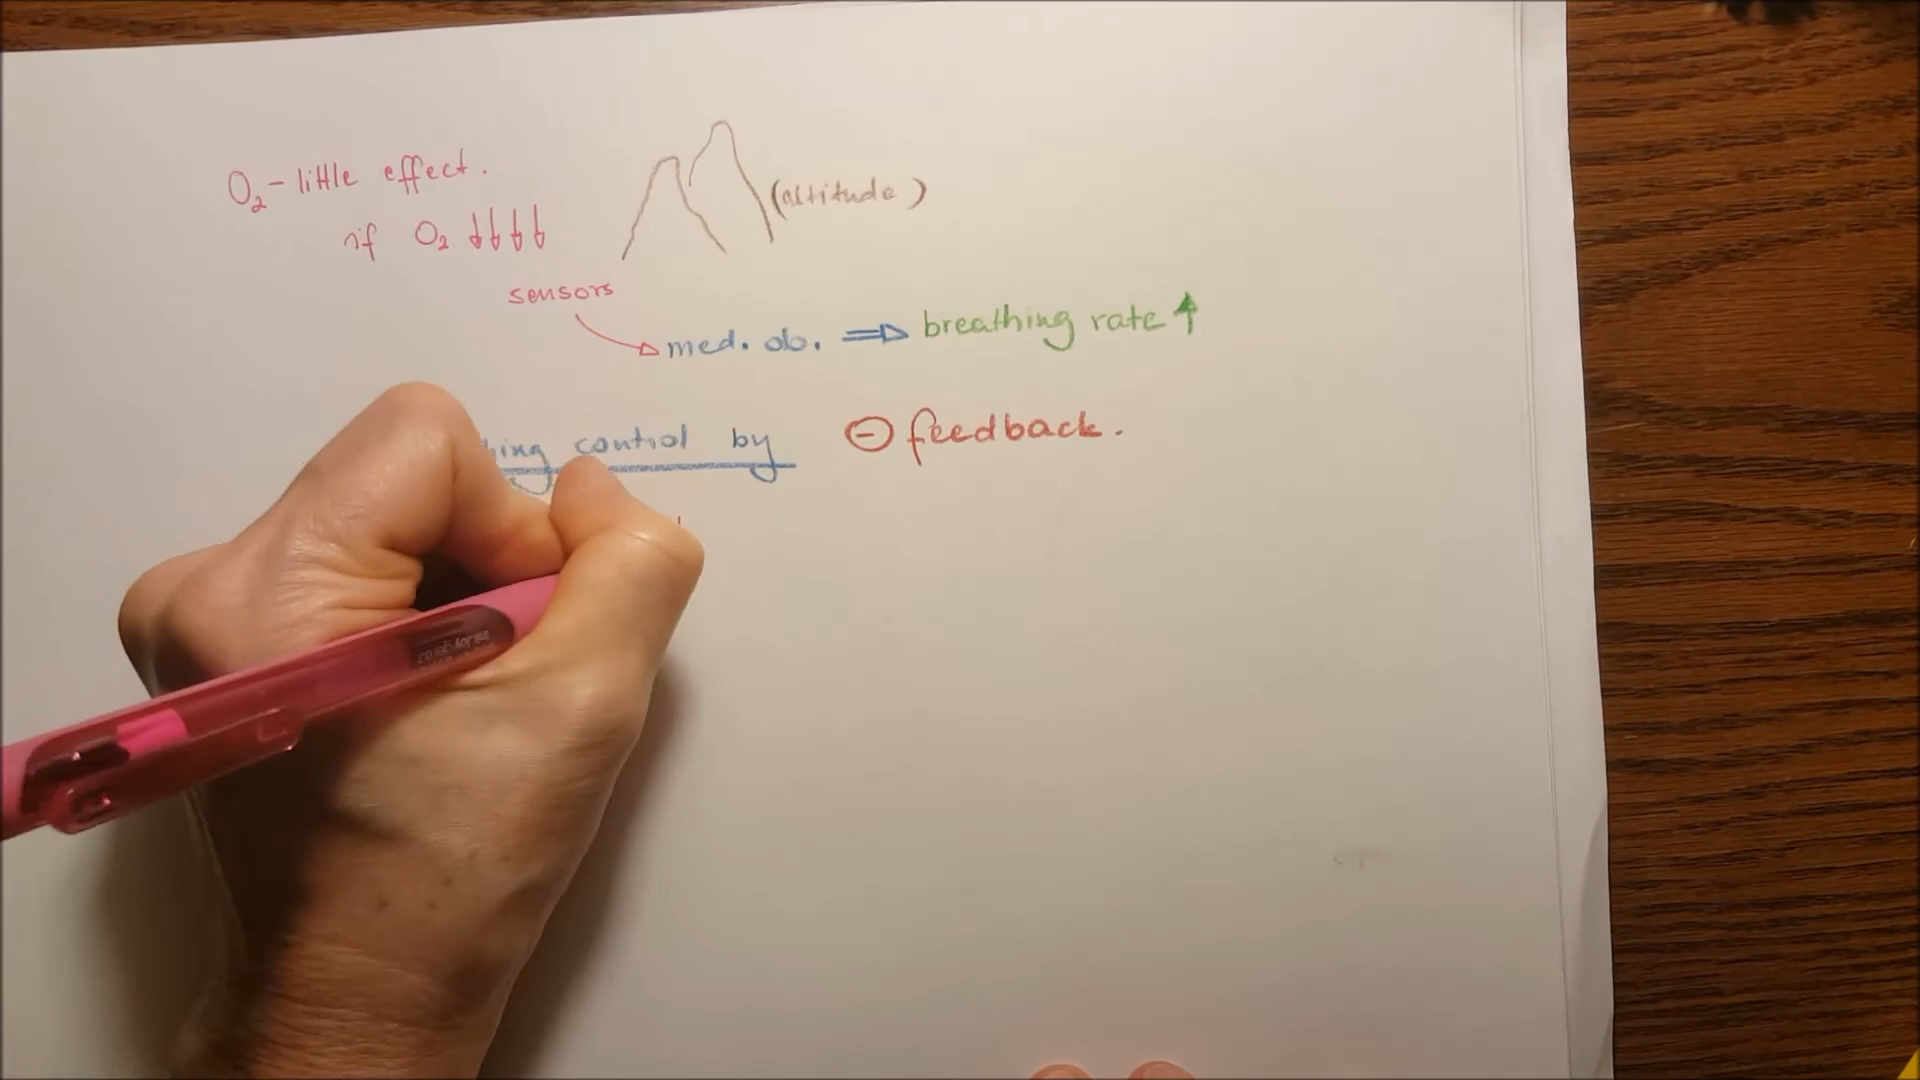 O₂ - little effect.
if O₂ ↓↓↓↓
(altitude)
sensors
med. ob. ⇒ breathing rate ↑
control by ⊖ feedback.